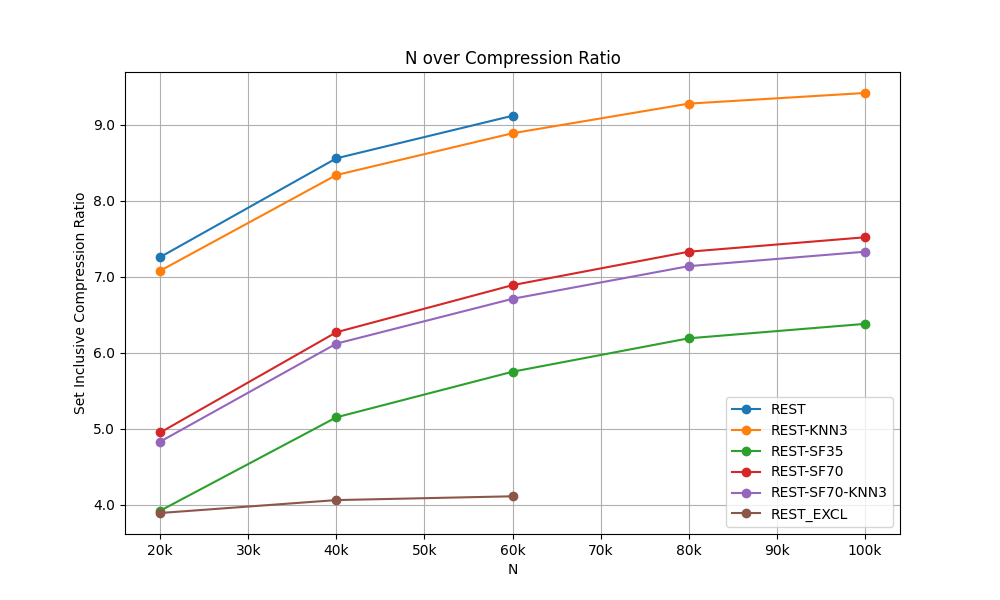 N over Compression Ratio
Set Inclusive Compression Ratio
9.0
8.0
7.0
6.0
5.0
4.0
REST
REST-KNN3
REST-SF35
REST-SF70
REST-SF70-KNN3
REST_EXCL
20k 30k 40k 50k 60k 70k 80k 90k 100k
N